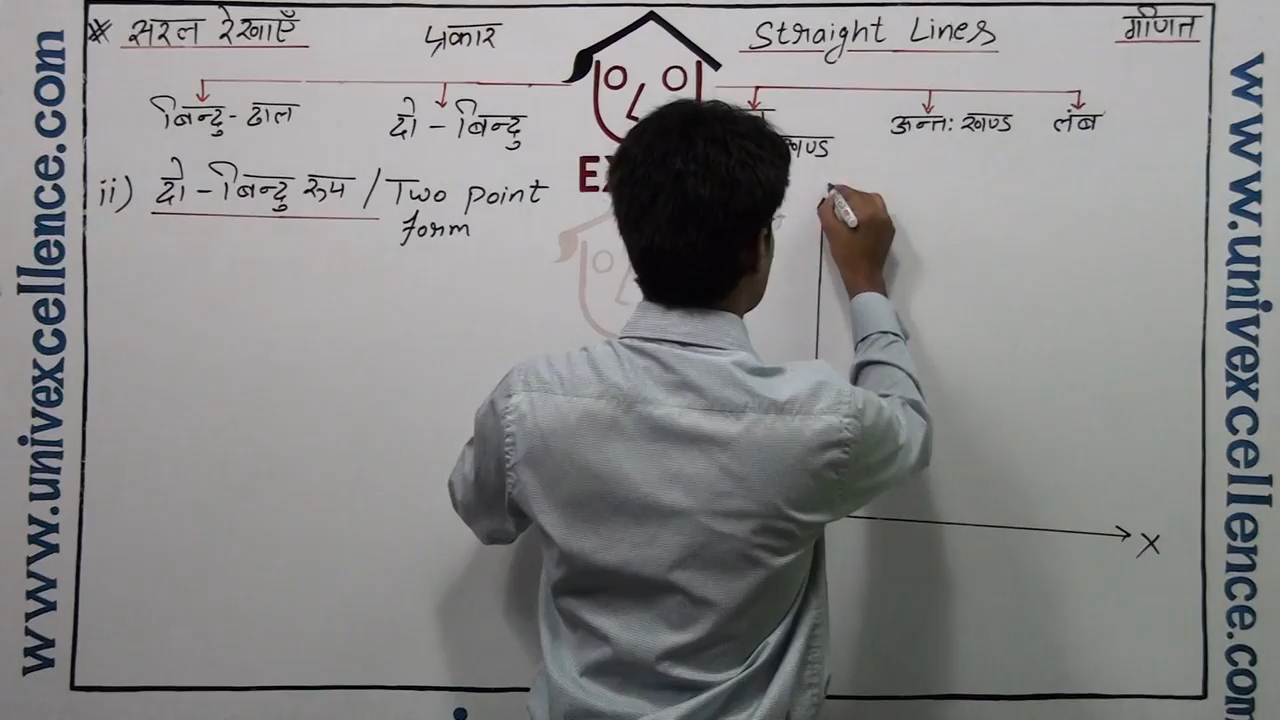 * सरल रेखाएँ प्रकार Straight Lines गणित
बिन्दु - ढाल दो - बिन्दु अन्तः खण्ड लंब
ii) दो - बिन्दु रूप / Two point
form
X
www.univexcellence.com
www.univexcellence.com